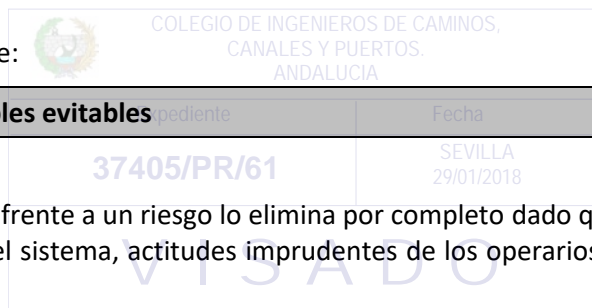 COLEGIO DE INGENIEROS DE CAMINOS,
CANALES Y PUERTOS.
ANDALUCIA
e:
les evitables
Expediente Fecha
37405/PR/61 SEVILLA
29/01/2018
frente a un riesgo lo elimina por completo dado q
el sistema, actitudes imprudentes de los operarios
VISADO